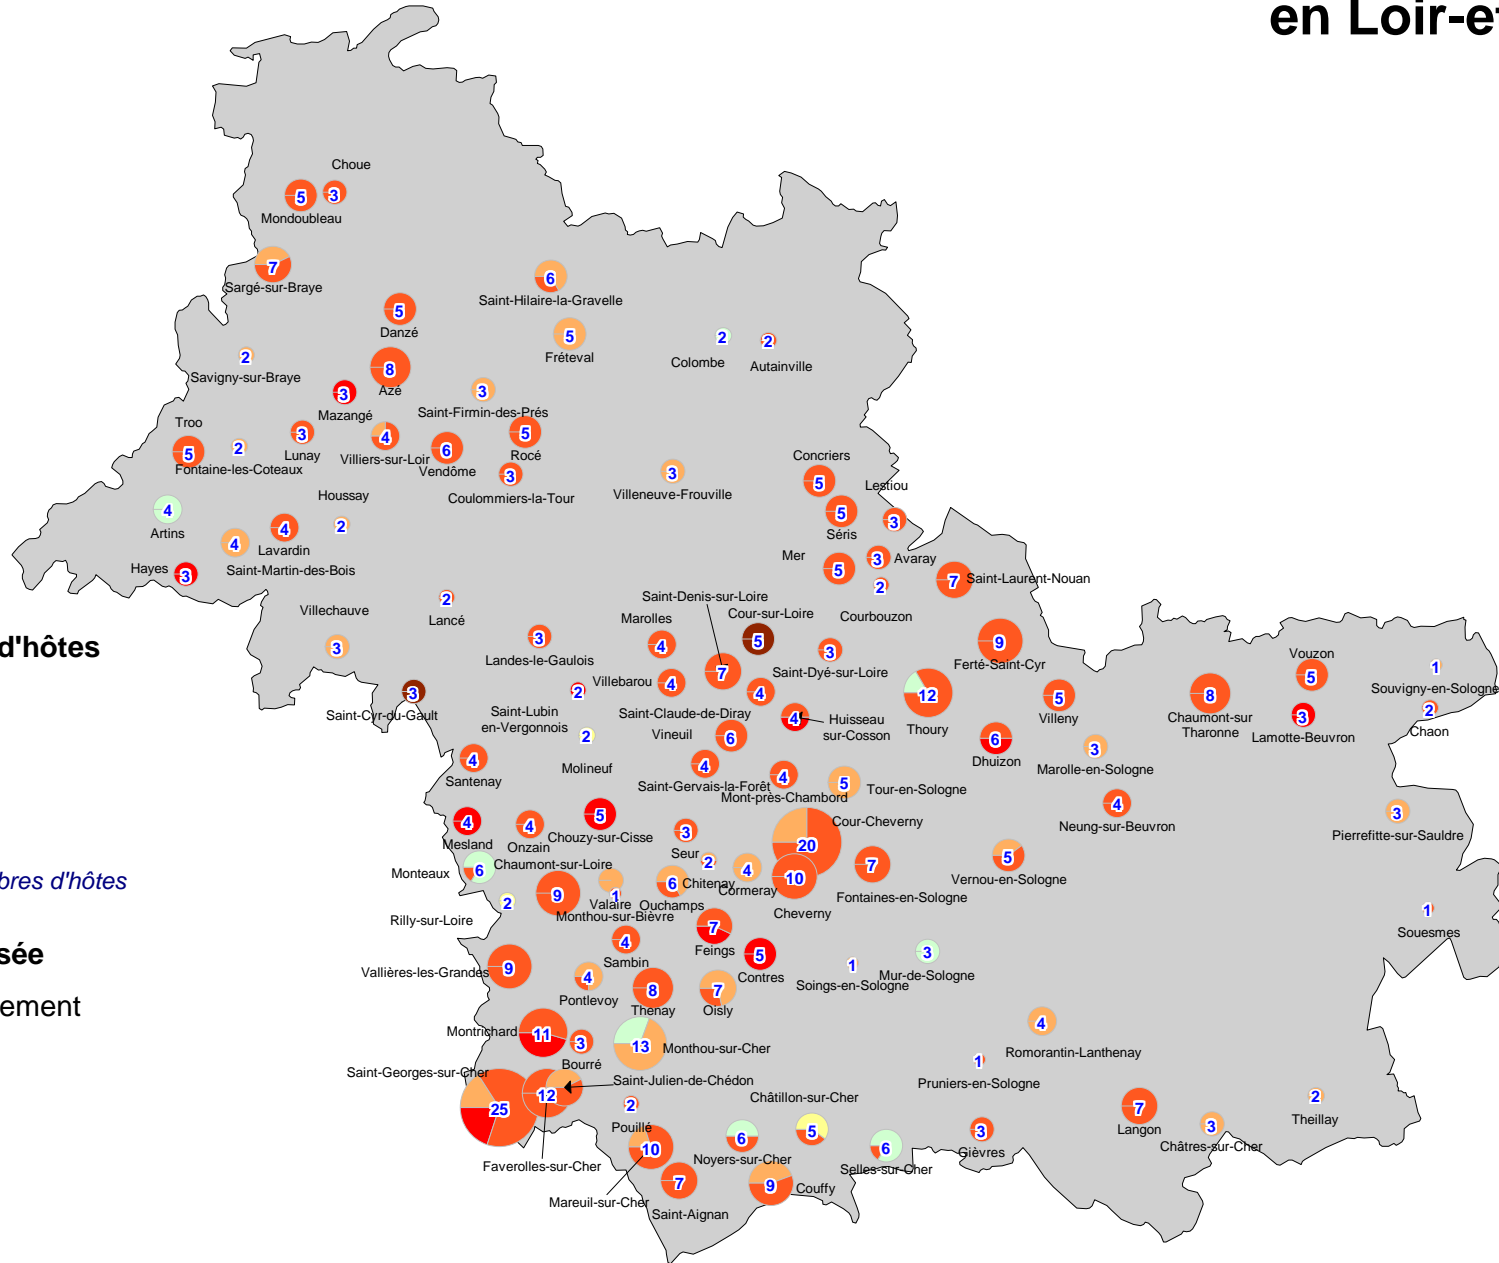 en Loir-et
Choue
5
3
Mondoubleau
7
Sargé-sur-Braye
6
Saint-Hilaire-la-Gravelle
5
Danzé
5
Fréteval
2
Colombe
2
Autainville
2
Savigny-sur-Braye
8
Azé
3
Mazangé
3
Saint-Firmin-des-Prés
Troo
5
2
Fontaine-les-Coteaux
3
Lunay
4
Villiers-sur-Loir
6
Vendôme
5
Rocé
3
Coulommiers-la-Tour
3
Villeneuve-Frouville
Concriers
5
Lestiou
3
5
Séris
Houssay
2
4
Artins
4
Lavardin
4
Saint-Martin-des-Bois
Hayes
3
Mer
5
3
Avaray
2
Courbouzon
7
Saint-Laurent-Nouan
Villechauve
3
2
Lancé
Saint-Denis-sur-Loire
7
Cour-sur-Loire
5
Marolles
4
3
Landes-le-Gaulois
d'hôtes
3
Saint-Dyé-sur-Loire
9
Ferté-Saint-Cyr
Vouzon
5
1
Souvigny-en-Sologne
Villebarou
4
4
Saint-Claude-de-Diray
2
Saint-Lubin
en-Vergonnois
3
Saint-Cyr-du-Gault
12
Thoury
5
Villeny
8
Chaumont-sur
Tharonne
3
Lamotte-Beuvron
2
Chaon
4
Huisseau
sur-Cosson
Vineuil
6
2
Molineuf
6
Dhuizon
3
Marolle-en-Sologne
4
Santenay
4
Saint-Gervais-la-Forêt
4
Mont-près-Chambord
5
Tour-en-Sologne
4
Neung-sur-Beuvron
3
Pierrefitte-sur-Sauldre
4
Mesland
4
Onzain
5
Chouzy-sur-Cisse
3
Seur
Cour-Cheverny
20
Monteaux
6
Chaumont-sur-Loire
9
2
Chitenay
4
Cormeray
10
Cheverny
7
Fontaines-en-Sologne
5
Vernou-en-Sologne
bres d'hôtes
2
Rilly-sur-Loire
1
Valaire
Monthou-sur-Bièvre
6
Ouchamps
1
Souesmes
sée
4
Sambin
7
Feings
5
Contres
1
Soings-en-Sologne
3
Mur-de-Sologne
Vallières-les-Grandes
9
4
Pontlevoy
8
Thenay
7
Oisly
ement
Montrichard
11
3
Bourré
13
Monthou-sur-Cher
4
Romorantin-Lanthenay
Saint-Georges-sur-Cher
25
12
Saint-Julien-de-Chédon
1
Pruniers-en-Sologne
2
Pouillé
Châtillon-sur-Cher
5
7
Langon
3
Châtres-sur-Cher
2
Theillay
Faverolles-sur-Cher
10
Mareuil-sur-Cher
6
Noyers-sur-Cher
6
Selles-sur-Cher
3
Gièvres
7
Saint-Aignan
9
Couffy